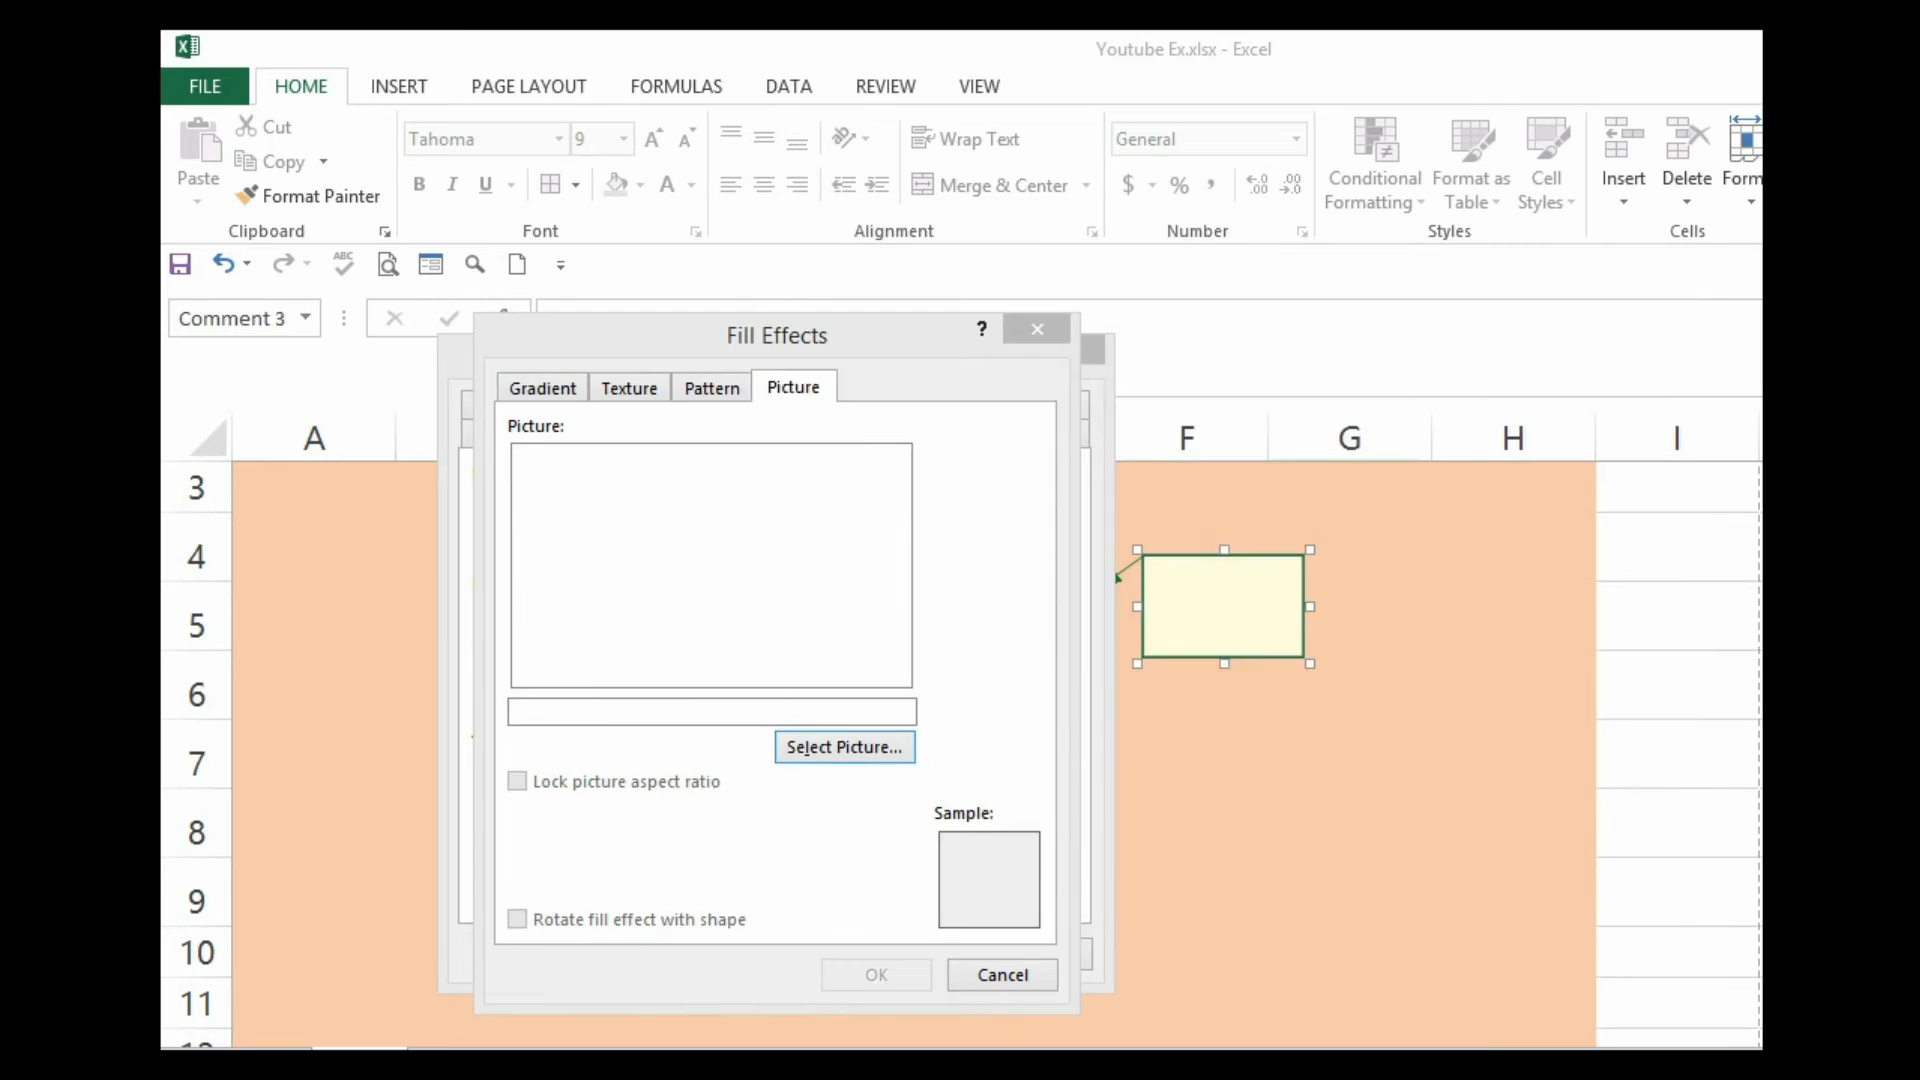 Youtube Ex.xlsx - Excel
FILE HOME INSERT PAGE LAYOUT FORMULAS DATA REVIEW VIEW
Paste
Cut
Copy
Format Painter
Clipboard
Tahoma 9
B I U A
Font
Wrap Text
Merge & Center
Alignment
General
$ % ,
Number
Conditional Formatting
Format as Table
Cell Styles
Styles
Insert Delete Form
Cells
ABC
Comment 3
Fill Effects ?
Gradient Texture Pattern Picture
Picture:
Select Picture...
Lock picture aspect ratio
Sample:
Rotate fill effect with shape
OK Cancel
A F G H I
3
4
5
6
7
8
9
10
11